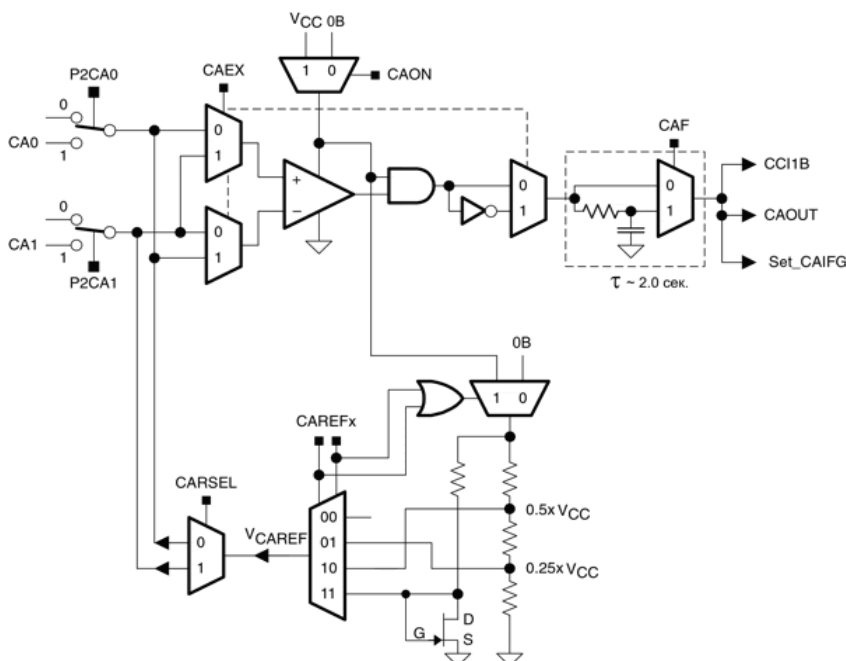 VCC 0В
1 0
CAON
P2CA0
CAEX
0
CA0
1
0
1
+
−
0
CA1
1
P2CA1
0
1
0
1
CAF
0
1
CCI1B
CAOUT
Set_CAIFG
τ ~ 2.0 сек.
0В
1 0
CAREFx
CARSEL
0
1
VCAREF
00
01
10
11
0.5x VCC
0.25x VCC
G
D
S